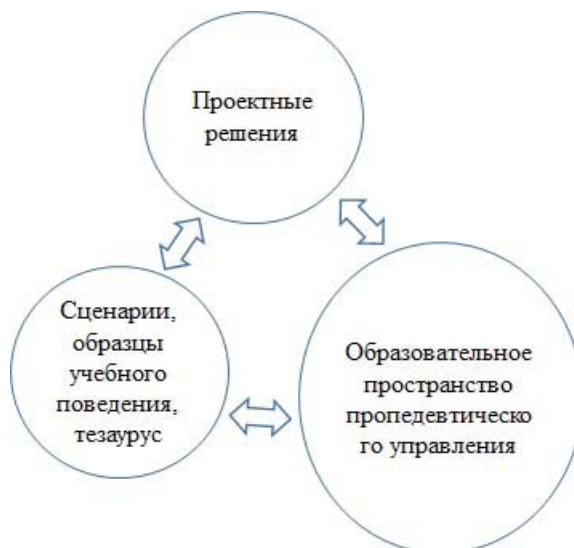 Проектные
решения
Сценарии,
образцы
учебного
поведения,
тезаурус
Образовательное
пространство
пропедевтическо
го управления